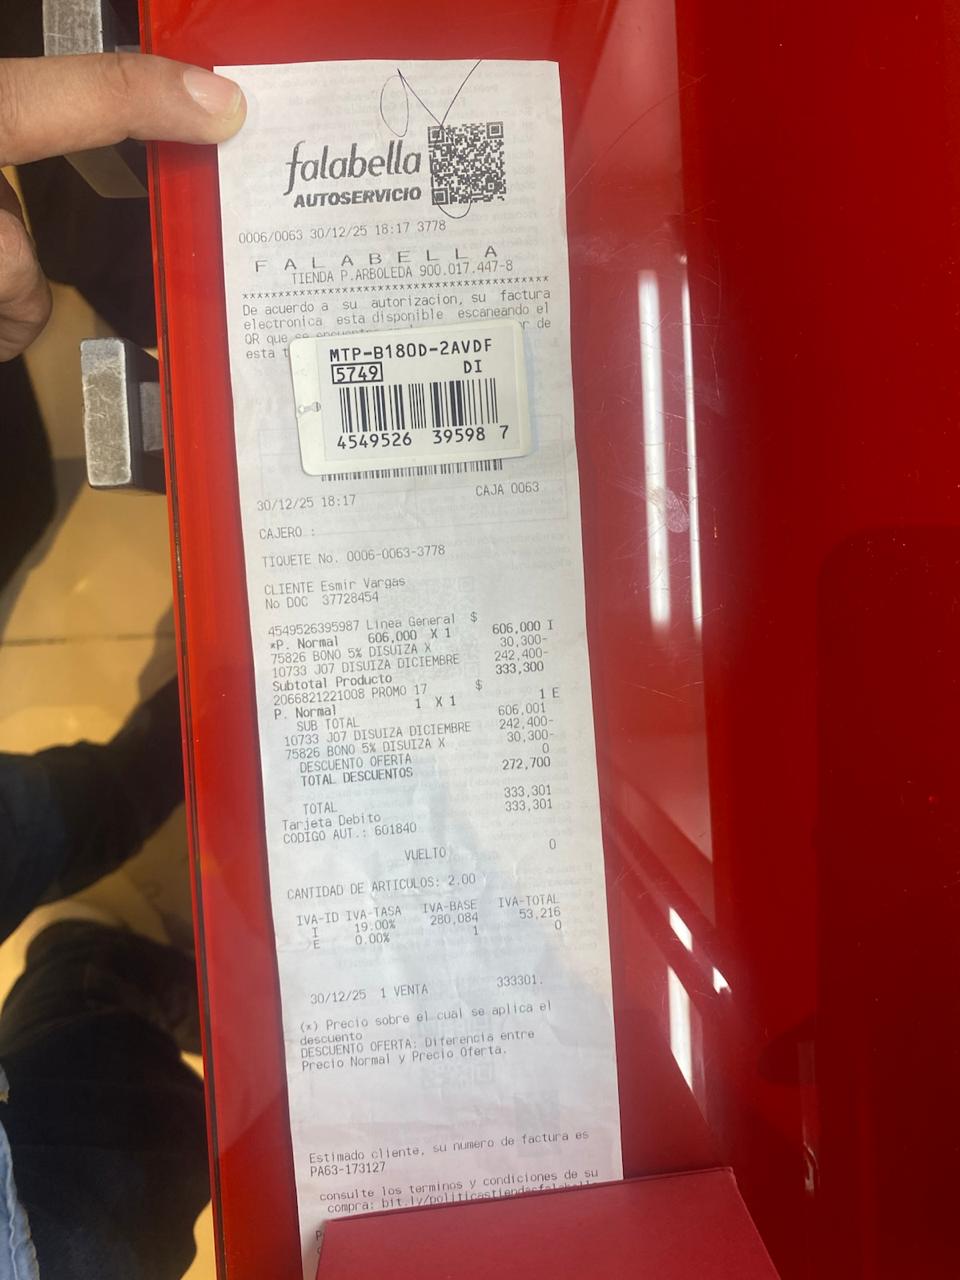 falabella
AUTOSERVICIO
0006/0063 30/12/25 18:17 3778
F A L A B E L L A
TIENDA P.ARBOLEDA 900.017.447-8
****************************************
De acuerdo a su autorizacion, su factura
electronica esta disponible escaneando el
QR que se encuentra en de
esta
MTP-B180D-2AVDF
5749 DI
4549526 39598 7
30/12/25 18:17 CAJA 0063
CAJERO :
TIQUETE No. 0006-0063-3778
CLIENTE Esmir Vargas
No DOC 37728454
4549526395987 Linea General $
*P. Normal 606,000 X 1 606,000 I
75826 BONO 5% DISUIZA X 30,300-
10733 J07 DISUIZA DICIEMBRE 242,400-
Subtotal Producto 333,300
2066821221008 PROMO 17 $
P. Normal 1 X 1 1 E
SUB TOTAL 606,001
10733 J07 DISUIZA DICIEMBRE 242,400-
75826 BONO 5% DISUIZA X 30,300-
DESCUENTO OFERTA 0
TOTAL DESCUENTOS 272,700
TOTAL 333,301
Tarjeta Debito 333,301
CODIGO AUT.: 601840
VUELTO 0
CANTIDAD DE ARTICULOS: 2.00
IVA-ID IVA-TASA IVA-BASE IVA-TOTAL
I 19.00% 280,084 53,216
E 0.00% 1 0
30/12/25 1 VENTA 333301.
(*) Precio sobre el cual se aplica el
descuento
DESCUENTO OFERTA: Diferencia entre
Precio Normal y Precio Oferta.
Estimado cliente, su numero de factura es
PA63-173127
consulte los terminos y condiciones de su
compra: bit.ly/politicastiendasfalabella